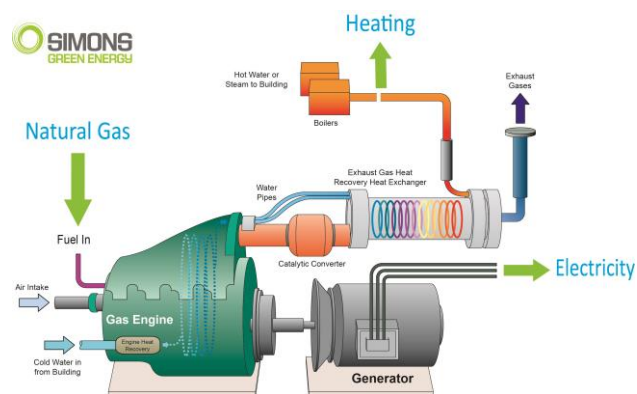 SIMONS
GREEN ENERGY
Heating
Hot Water or
Steam to Building
Boilers
Exhaust
Gases
Natural Gas
Fuel In
Water
Pipes
Exhaust Gas Heat
Recovery Heat Exchanger
Catalytic Converter
Electricity
Air Intake
Gas Engine
Engine Heat
Recovery
Cold Water in
from Building
Generator